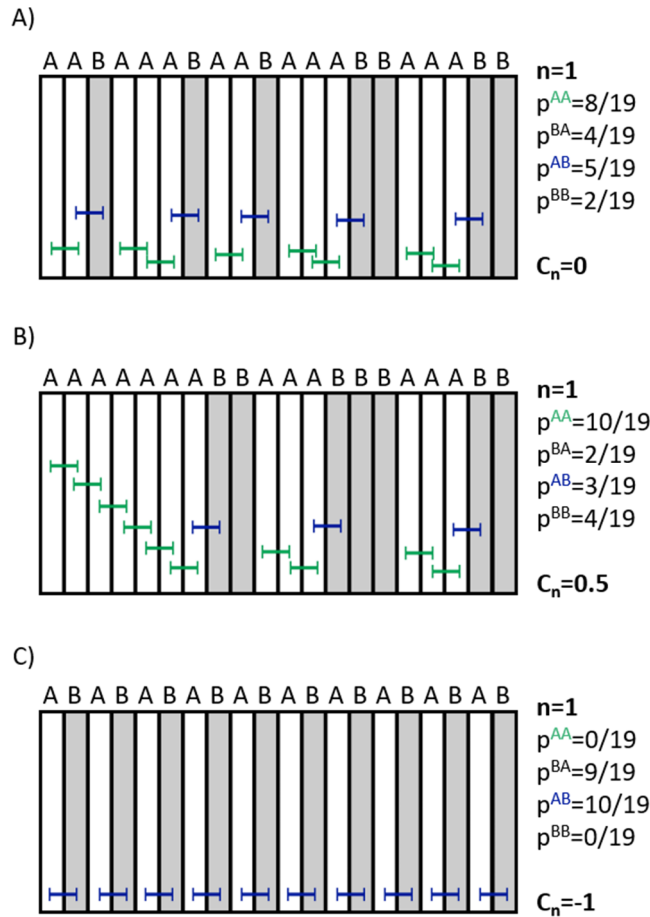 A)
A A B A A A B A A B A A A B B A A A B B
n=1
pAA=8/19
pBA=4/19
pAB=5/19
pBB=2/19
Cn=0
B)
A A A A A A A B B A A A B B B A A A B B
n=1
pAA=10/19
pBA=2/19
pAB=3/19
pBB=4/19
Cn=0.5
C)
A B A B A B A B A B A B A B A B A B A B
n=1
pAA=0/19
pBA=9/19
pAB=10/19
pBB=0/19
Cn=-1